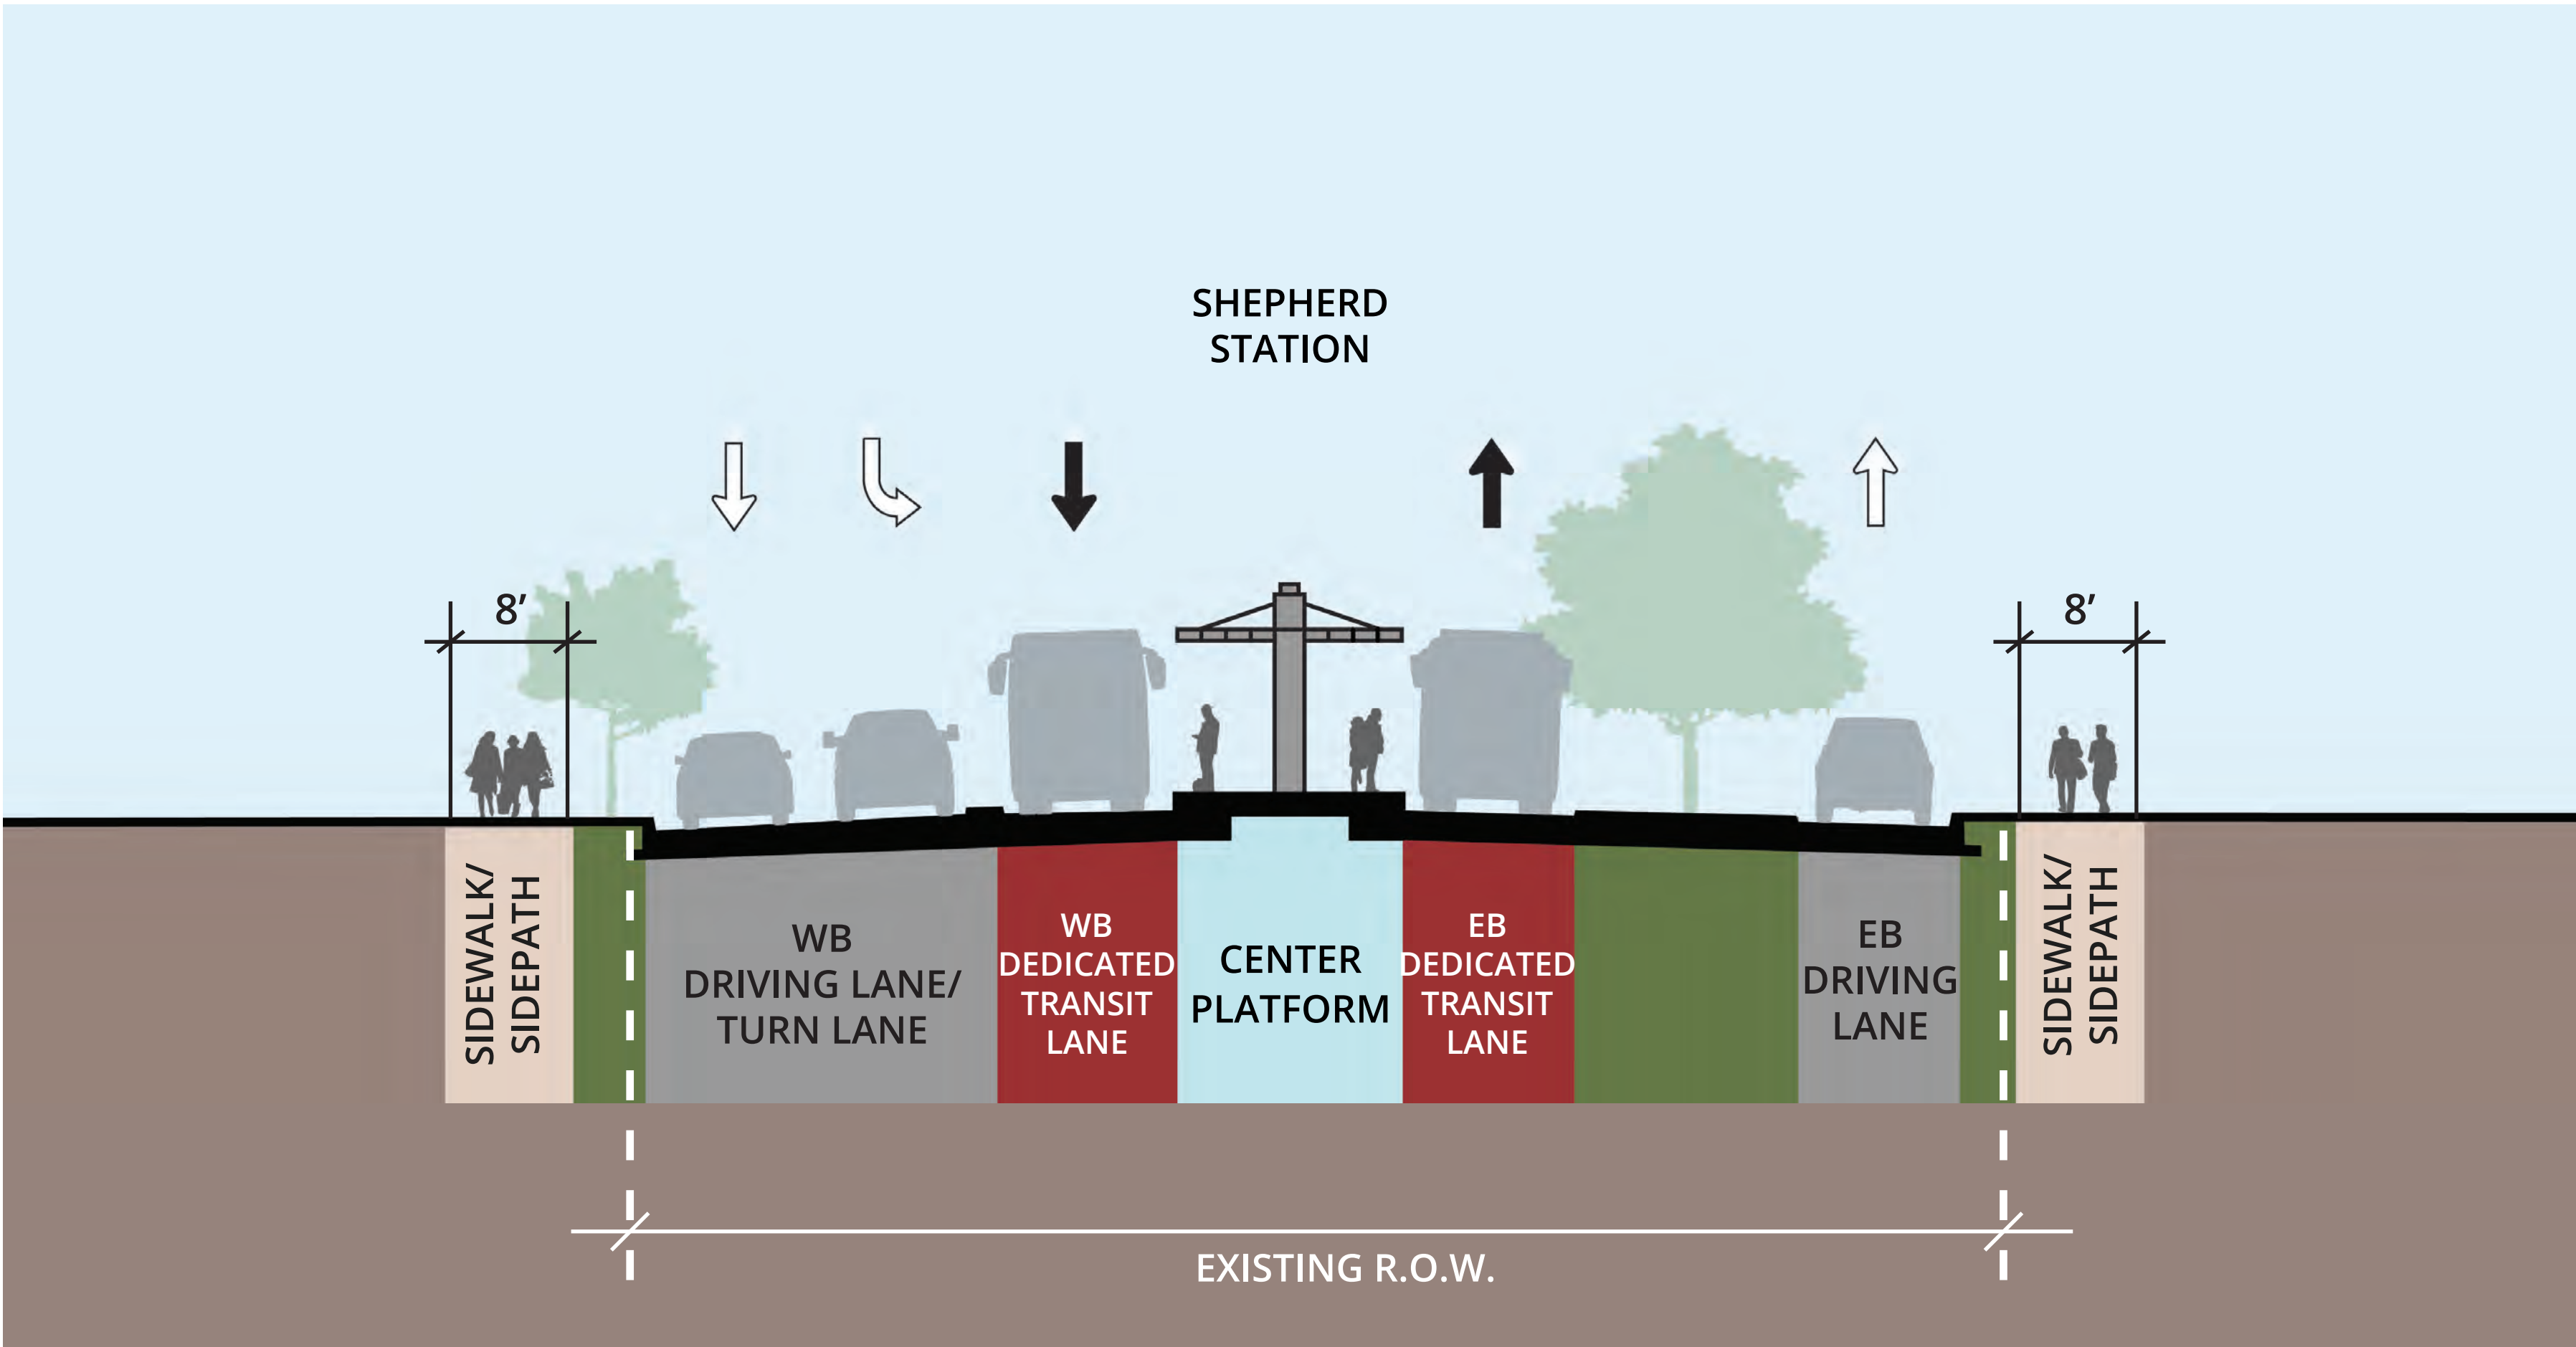 SHEPHERD
STATION
8’
8’
SIDEWALK/
SIDEPATH
WB
DRIVING LANE/
TURN LANE
WB
DEDICATED
TRANSIT
LANE
CENTER
PLATFORM
EB
DEDICATED
TRANSIT
LANE
EB
DRIVING
LANE
SIDEWALK/
SIDEPATH
EXISTING R.O.W.